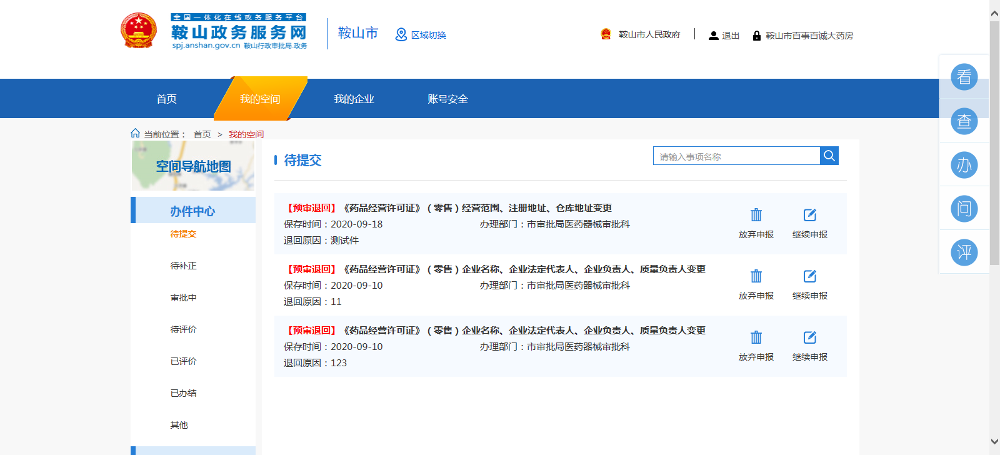 全国一体化在线政务服务平台
鞍山政务服务网
spj.anshan.gov.cn 鞍山行政审批局.政务
鞍山市
区域切换
鞍山市人民政府
退出
鞍山市百事百诚大药房
首页
我的空间
我的企业
账号安全
当前位置： 首页 > 我的空间
空间导航地图
办件中心
待提交
待补正
审批中
待评价
已评价
已办结
其他
待提交
请输入事项名称
【预审退回】《药品经营许可证》（零售）经营范围、注册地址、仓库地址变更
保存时间：2020-09-18 办理部门：市审批局医药器械审批科
退回原因：测试件
放弃申报 继续申报
【预审退回】《药品经营许可证》（零售）企业名称、企业法定代表人、企业负责人、质量负责人变更
保存时间：2020-09-10 办理部门：市审批局医药器械审批科
退回原因：11
放弃申报 继续申报
【预审退回】《药品经营许可证》（零售）企业名称、企业法定代表人、企业负责人、质量负责人变更
保存时间：2020-09-10 办理部门：市审批局医药器械审批科
退回原因：123
放弃申报 继续申报
看
查
办
问
评